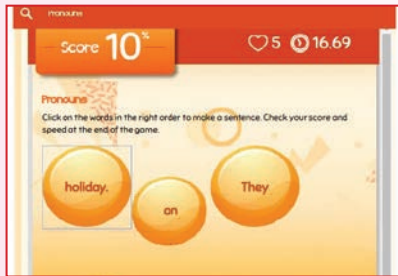 Pronouns
Score 10%
5 16.69
Pronouns
Click on the words in the right order to make a sentence. Check your score and
speed at the end of the game.
holiday.
on
They